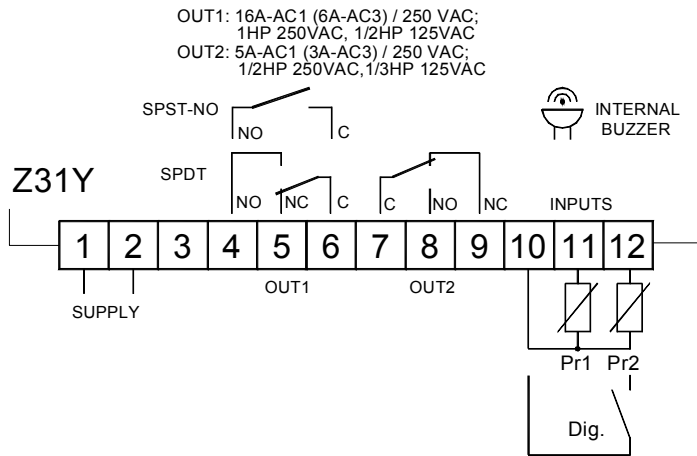 OUT1: 16A-AC1 (6A-AC3) / 250 VAC;
1HP 250VAC, 1/2HP 125VAC
OUT2: 5A-AC1 (3A-AC3) / 250 VAC;
1/2HP 250VAC,1/3HP 125VAC
SPST-NO
NO
C
INTERNAL
BUZZER
Z31Y
SPDT
NO
NC
C
C
NO
NC
INPUTS
1 2 3 4 5 6 7 8 9 10 11 12
SUPPLY
OUT1
OUT2
Pr1
Pr2
Dig.